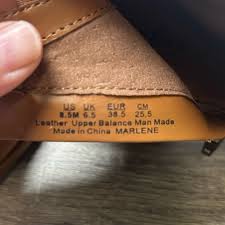 US UK EUR CM
8.5M 6.5 38.5 25.5
Leather Upper Balance Man Made
Made in China MARLENE